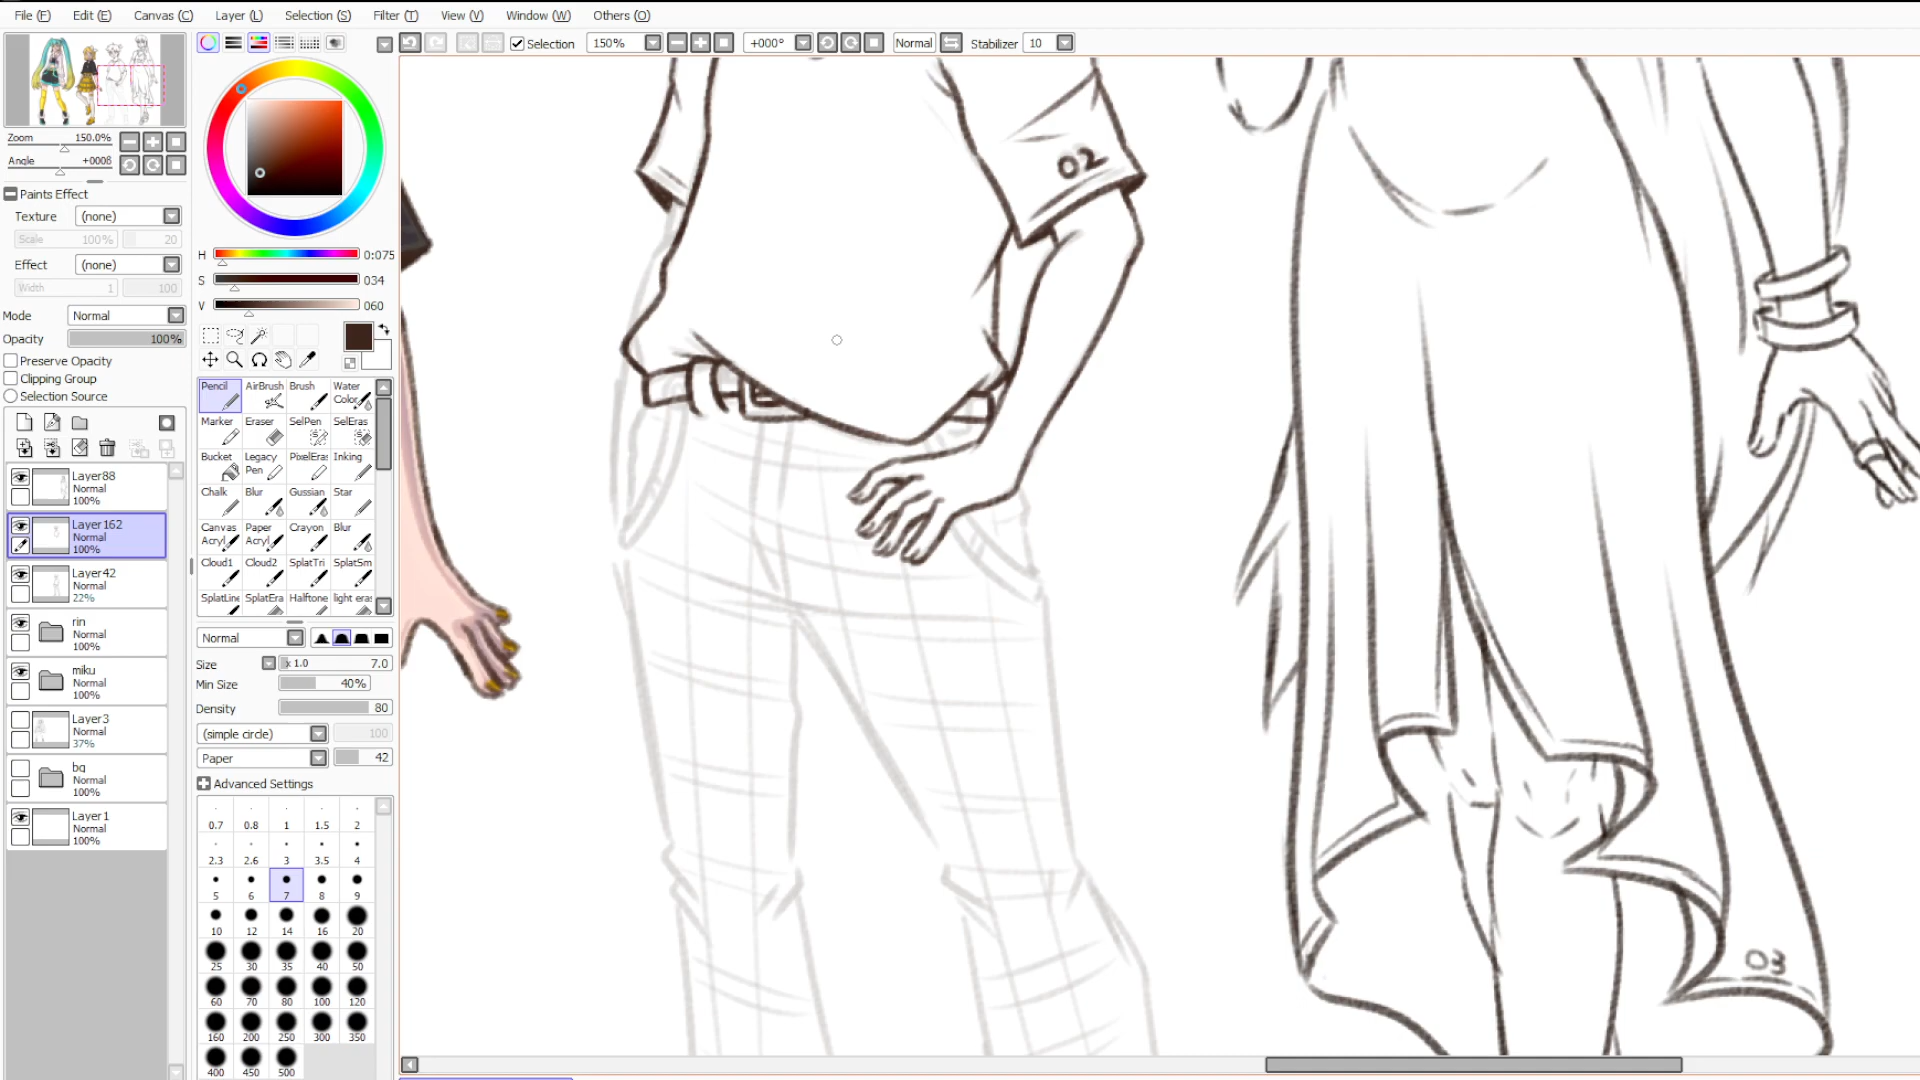 File (F) Edit (E) Canvas (C) Layer (L) Selection (S) Filter (T) View (V) Window (W) Others (O)
Selection 150% +000° Normal Stabilizer 10
Zoom 150.0%
Angle +0008
Paints Effect
Texture (none)
Scale 100% 20
Effect (none)
Width 1 100
Mode Normal
Opacity 100%
Preserve Opacity
Clipping Group
Selection Source
Layer88
Normal
100%
Layer162
Normal
100%
Layer42
Normal
22%
rin
Normal
100%
miku
Normal
100%
Layer3
Normal
37%
bg
Normal
100%
Layer1
Normal
100%
H 0:075
S 034
V 060
Pencil AirBrush Brush Water Color
Marker Eraser SelPen SelEras
Bucket Legacy Pen PixelEras Inking
Chalk Blur Gussian Star
Canvas Acryl Paper Acryl Crayon Blur
Cloud1 Cloud2 SplatTri SplatSm
SplatLine SplatEra Halftone light era
Normal
Size x 1.0 7.0
Min Size 40%
Density 80
(simple circle) 100
Paper 42
Advanced Settings
0.7 0.8 1 1.5 2
2.3 2.6 3 3.5 4
5 6 7 8 9
10 12 14 16 20
25 30 35 40 50
60 70 80 100 120
160 200 250 300 350
400 450 500
02
03